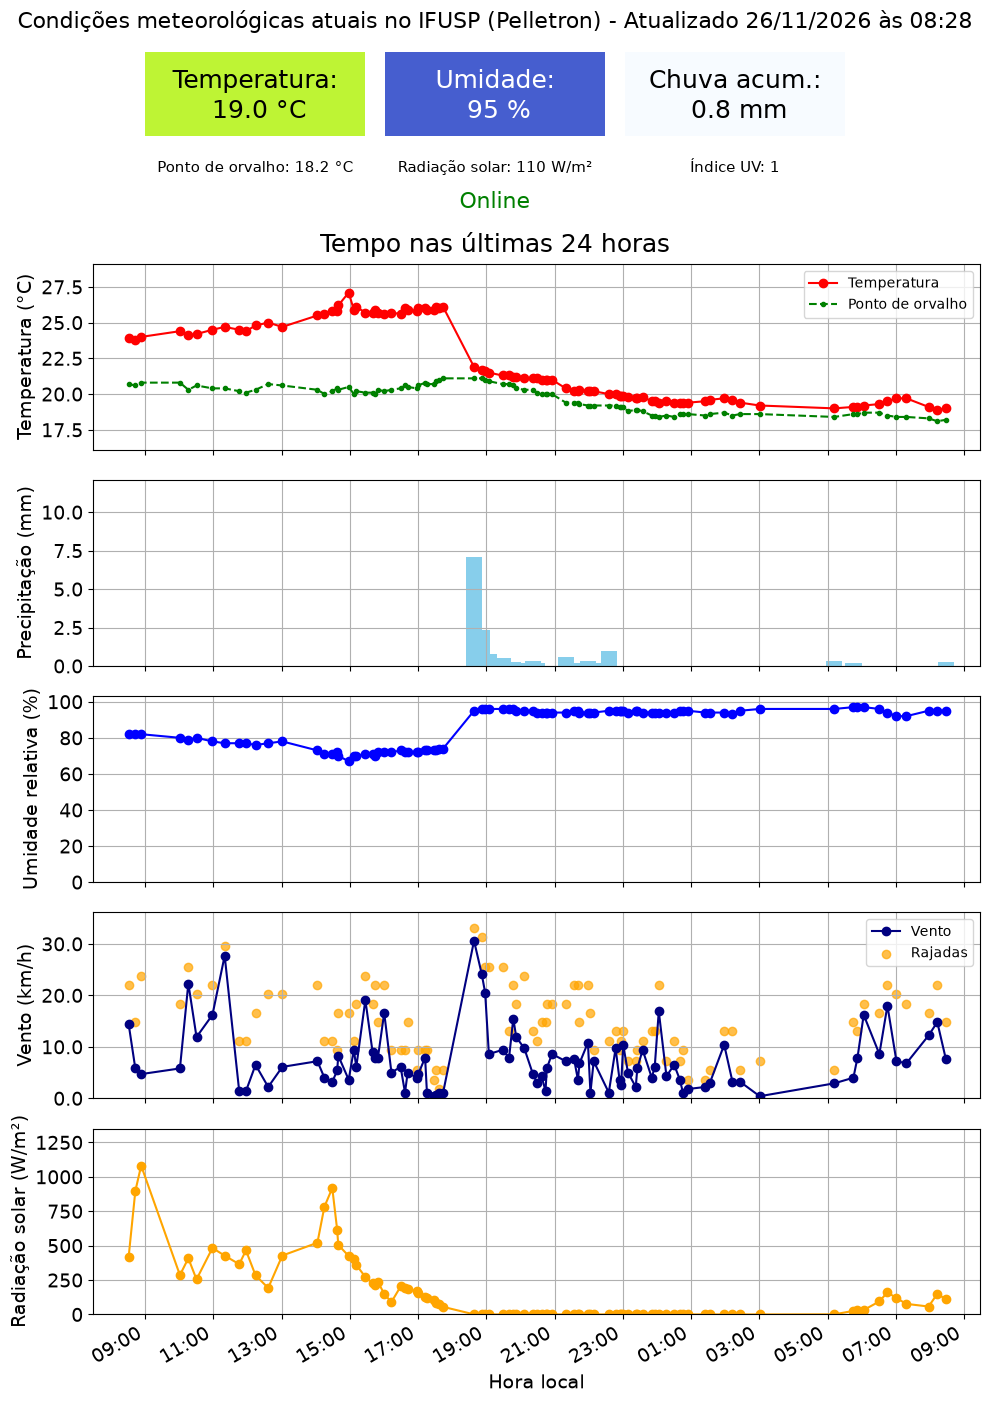 Condições meteorológicas atuais no IFUSP (Pelletron) - Atualizado 26/11/2026 às 08:28
Temperatura:
19.0 °C
Umidade:
95 %
Chuva acum.:
0.8 mm
Ponto de orvalho: 18.2 °C
Radiação solar: 110 W/m²
Índice UV: 1
Online
Tempo nas últimas 24 horas
Temperatura (°C)
27.5
25.0
22.5
20.0
17.5
Temperatura
Ponto de orvalho
Precipitação (mm)
10.0
7.5
5.0
2.5
0.0
Umidade relativa (%)
100
80
60
40
20
0
Vento (km/h)
30.0
20.0
10.0
0.0
Vento
Rajadas
Radiação solar (W/m²)
1250
1000
750
500
250
0
09:00
11:00
13:00
15:00
17:00
19:00
21:00
23:00
01:00
03:00
05:00
07:00
09:00
Hora local